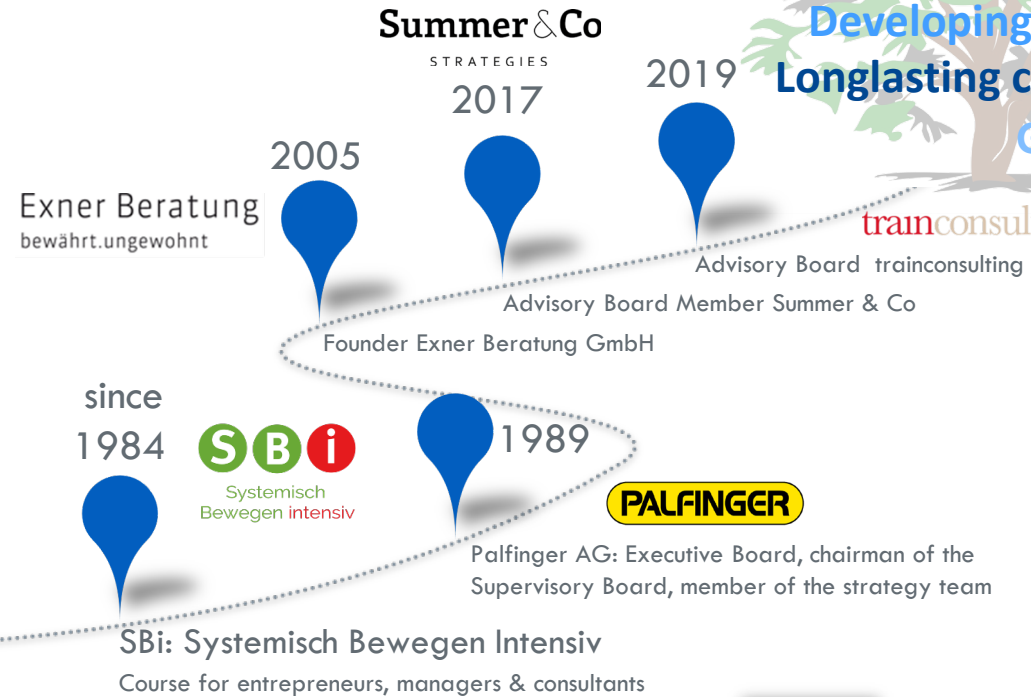 Summer&Co
STRATEGIES
Developing
Longlasting
2017
2019
2005
Exner Beratung
bewährt.ungewohnt
Advisory Board trainconsulting
Advisory Board Member Summer & Co
Founder Exner Beratung GmbH
since
1984
SBi
Systemisch
Bewegen intensiv
1989
PALFINGER
Palfinger AG: Executive Board, chairman of the
Supervisory Board, member of the strategy team
SBi: Systemisch Bewegen Intensiv
Course for entrepreneurs, managers & consultants